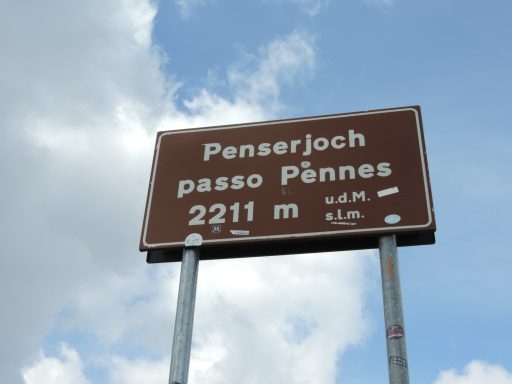 Penserjoch
passo Pennes
2211 m u.d.M.
s.l.m.